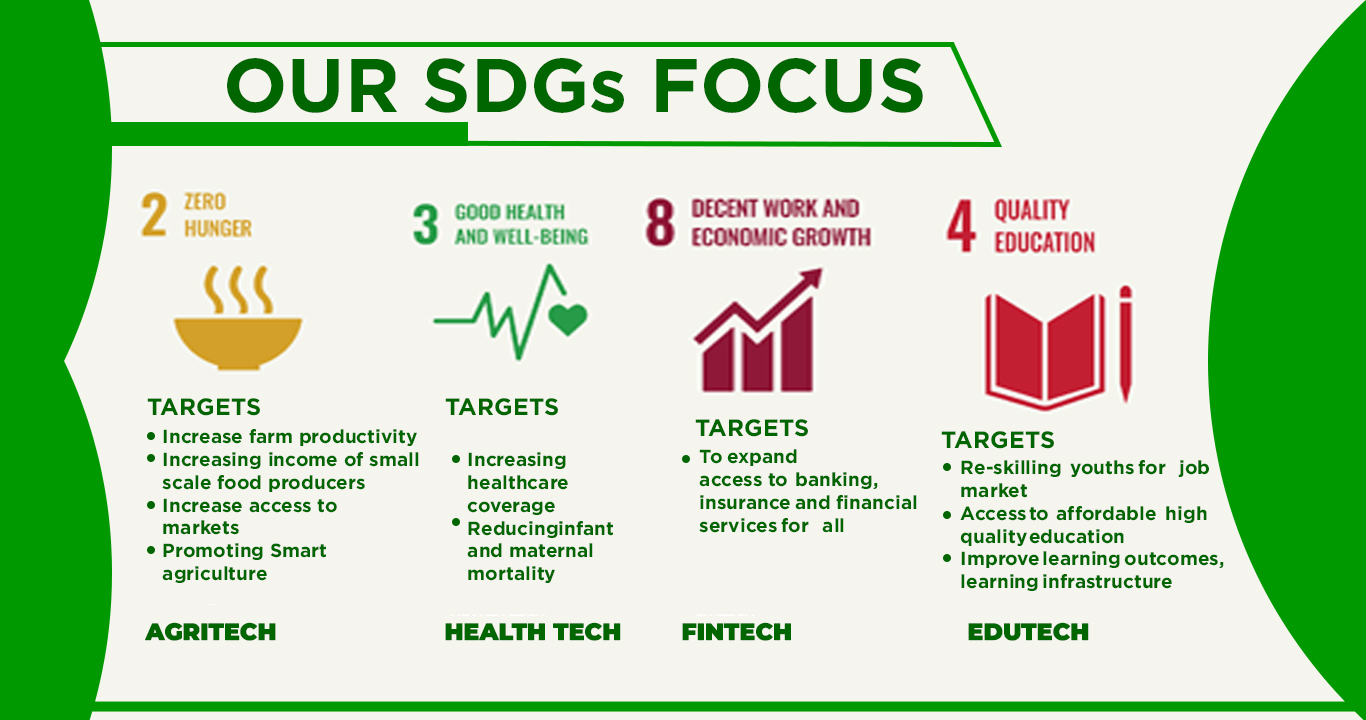 OUR SDGs FOCUS
2 ZERO
HUNGER
TARGETS
Increase farm productivity
Increasing income of small
scale food producers
Increase access to
markets
Promoting Smart
agriculture
AGRITECH
3 GOOD HEALTH
AND WELL-BEING
TARGETS
Increasing
healthcare
coverage
Reducinginfant
and maternal
mortality
HEALTH TECH
8 DECENT WORK AND
ECONOMIC GROWTH
TARGETS
To expand
access to banking,
insurance and financial
services for all
FINTECH
4 QUALITY
EDUCATION
TARGETS
Re-skilling youths for job
market
Access to affordable high
quality education
Improve learning outcomes,
learning infrastructure
EDUTECH